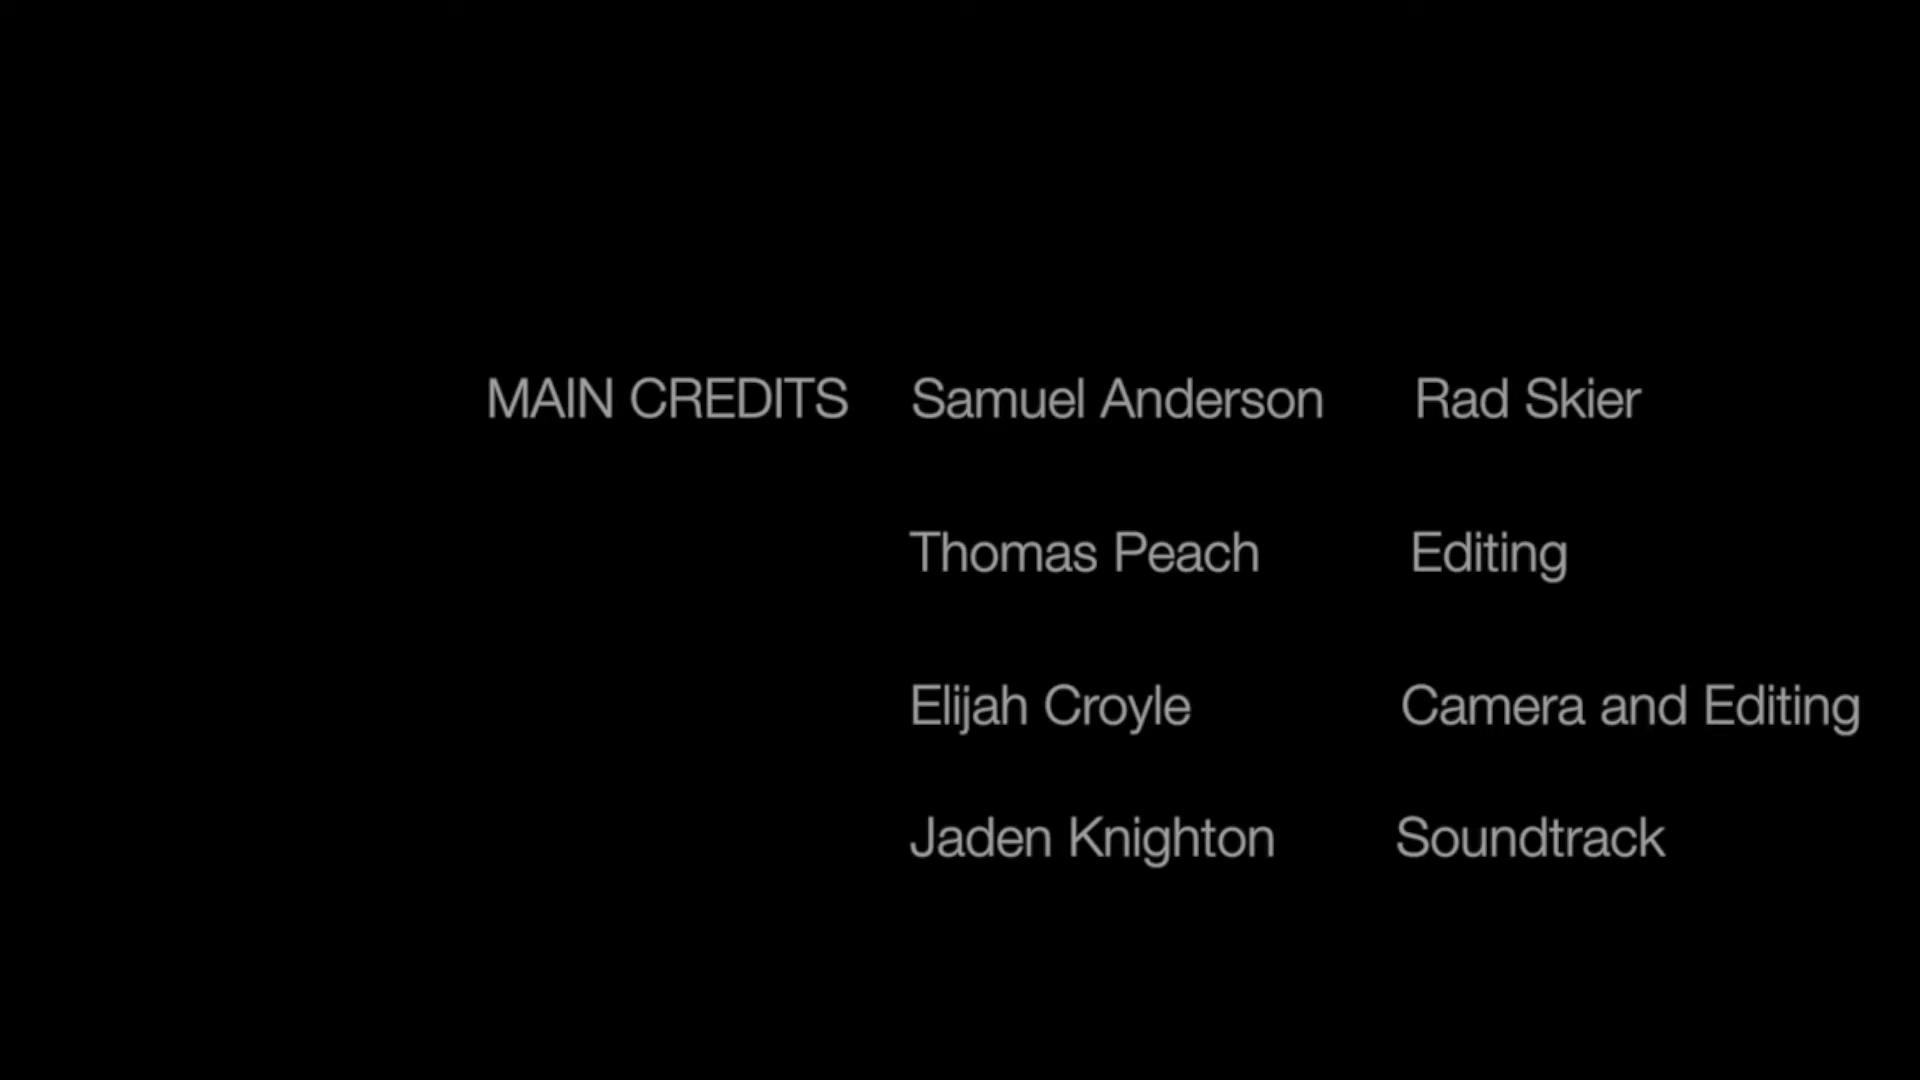 MAIN CREDITS Samuel Anderson Rad Skier
Thomas Peach Editing
Elijah Croyle Camera and Editing
Jaden Knighton Soundtrack